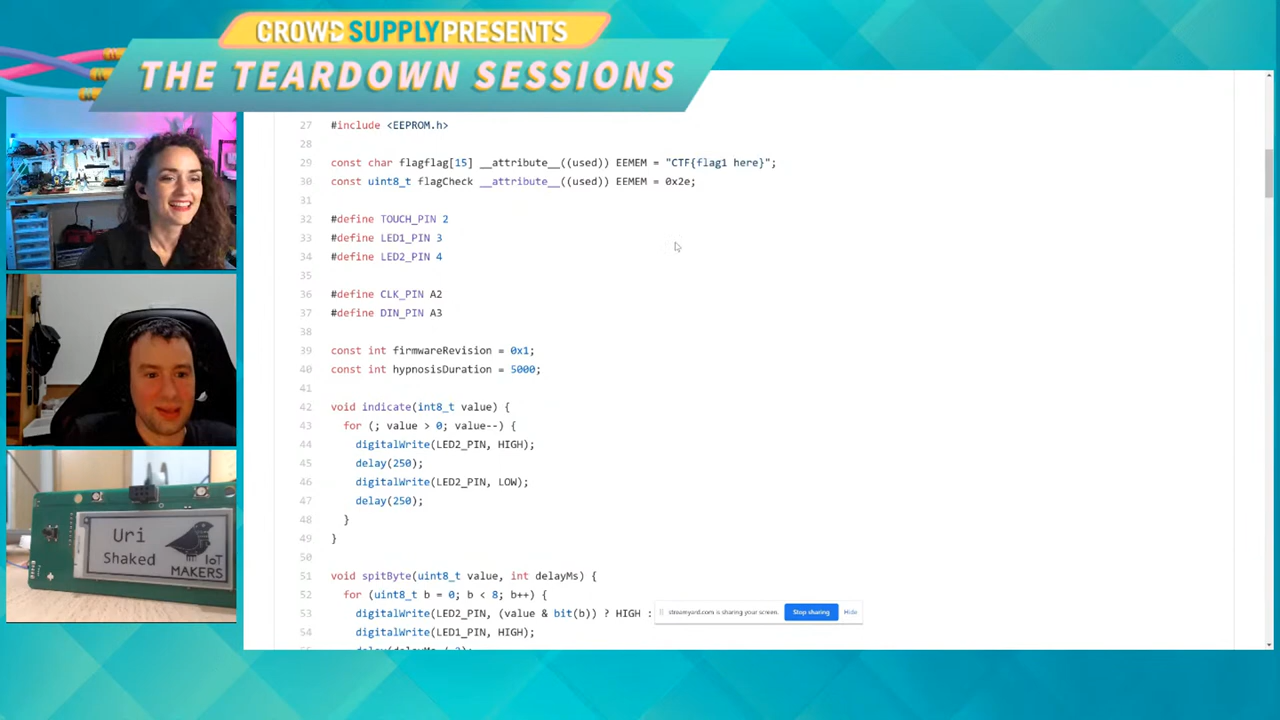 CROWD SUPPLY PRESENTS
THE TEARDOWN SESSIONS
27 #include <EEPROM.h>
28
29 const char flagflag[15] __attribute__((used)) EEMEM = "CTF{flag1 here}";
30 const uint8_t flagCheck __attribute__((used)) EEMEM = 0x2e;
31
32 #define TOUCH_PIN 2
33 #define LED1_PIN 3
34 #define LED2_PIN 4
35
36 #define CLK_PIN A2
37 #define DIN_PIN A3
38
39 const int firmwareRevision = 0x1;
40 const int hypnosisDuration = 5000;
41
42 void indicate(int8_t value) {
43 for (; value > 0; value--) {
44 digitalWrite(LED2_PIN, HIGH);
45 delay(250);
46 digitalWrite(LED2_PIN, LOW);
47 delay(250);
48 }
49 }
50
51 void spitByte(uint8_t value, int delayMs) {
52 for (uint8_t b = 0; b < 8; b++) {
53 digitalWrite(LED2_PIN, (value & bit(b)) ? HIGH :
54 digitalWrite(LED1_PIN, HIGH);
streamyard.com is sharing your screen.
Stop sharing
Hide
Uri
Shaked
IoT
MAKERS